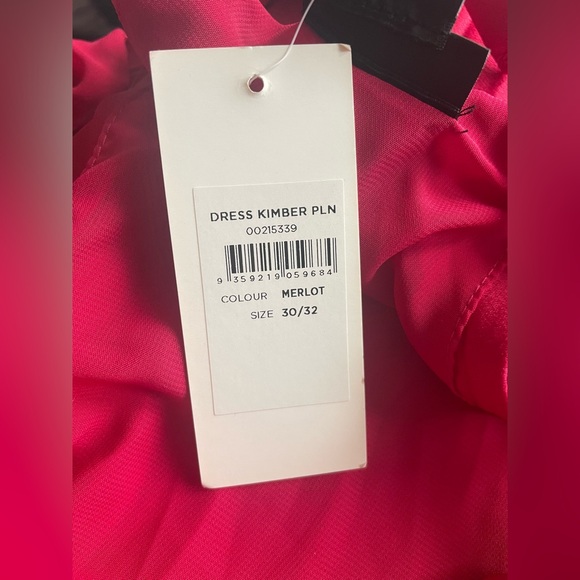 DRESS KIMBER PLN
00215339
9 359219 059684
COLOUR MERLOT
SIZE 30/32